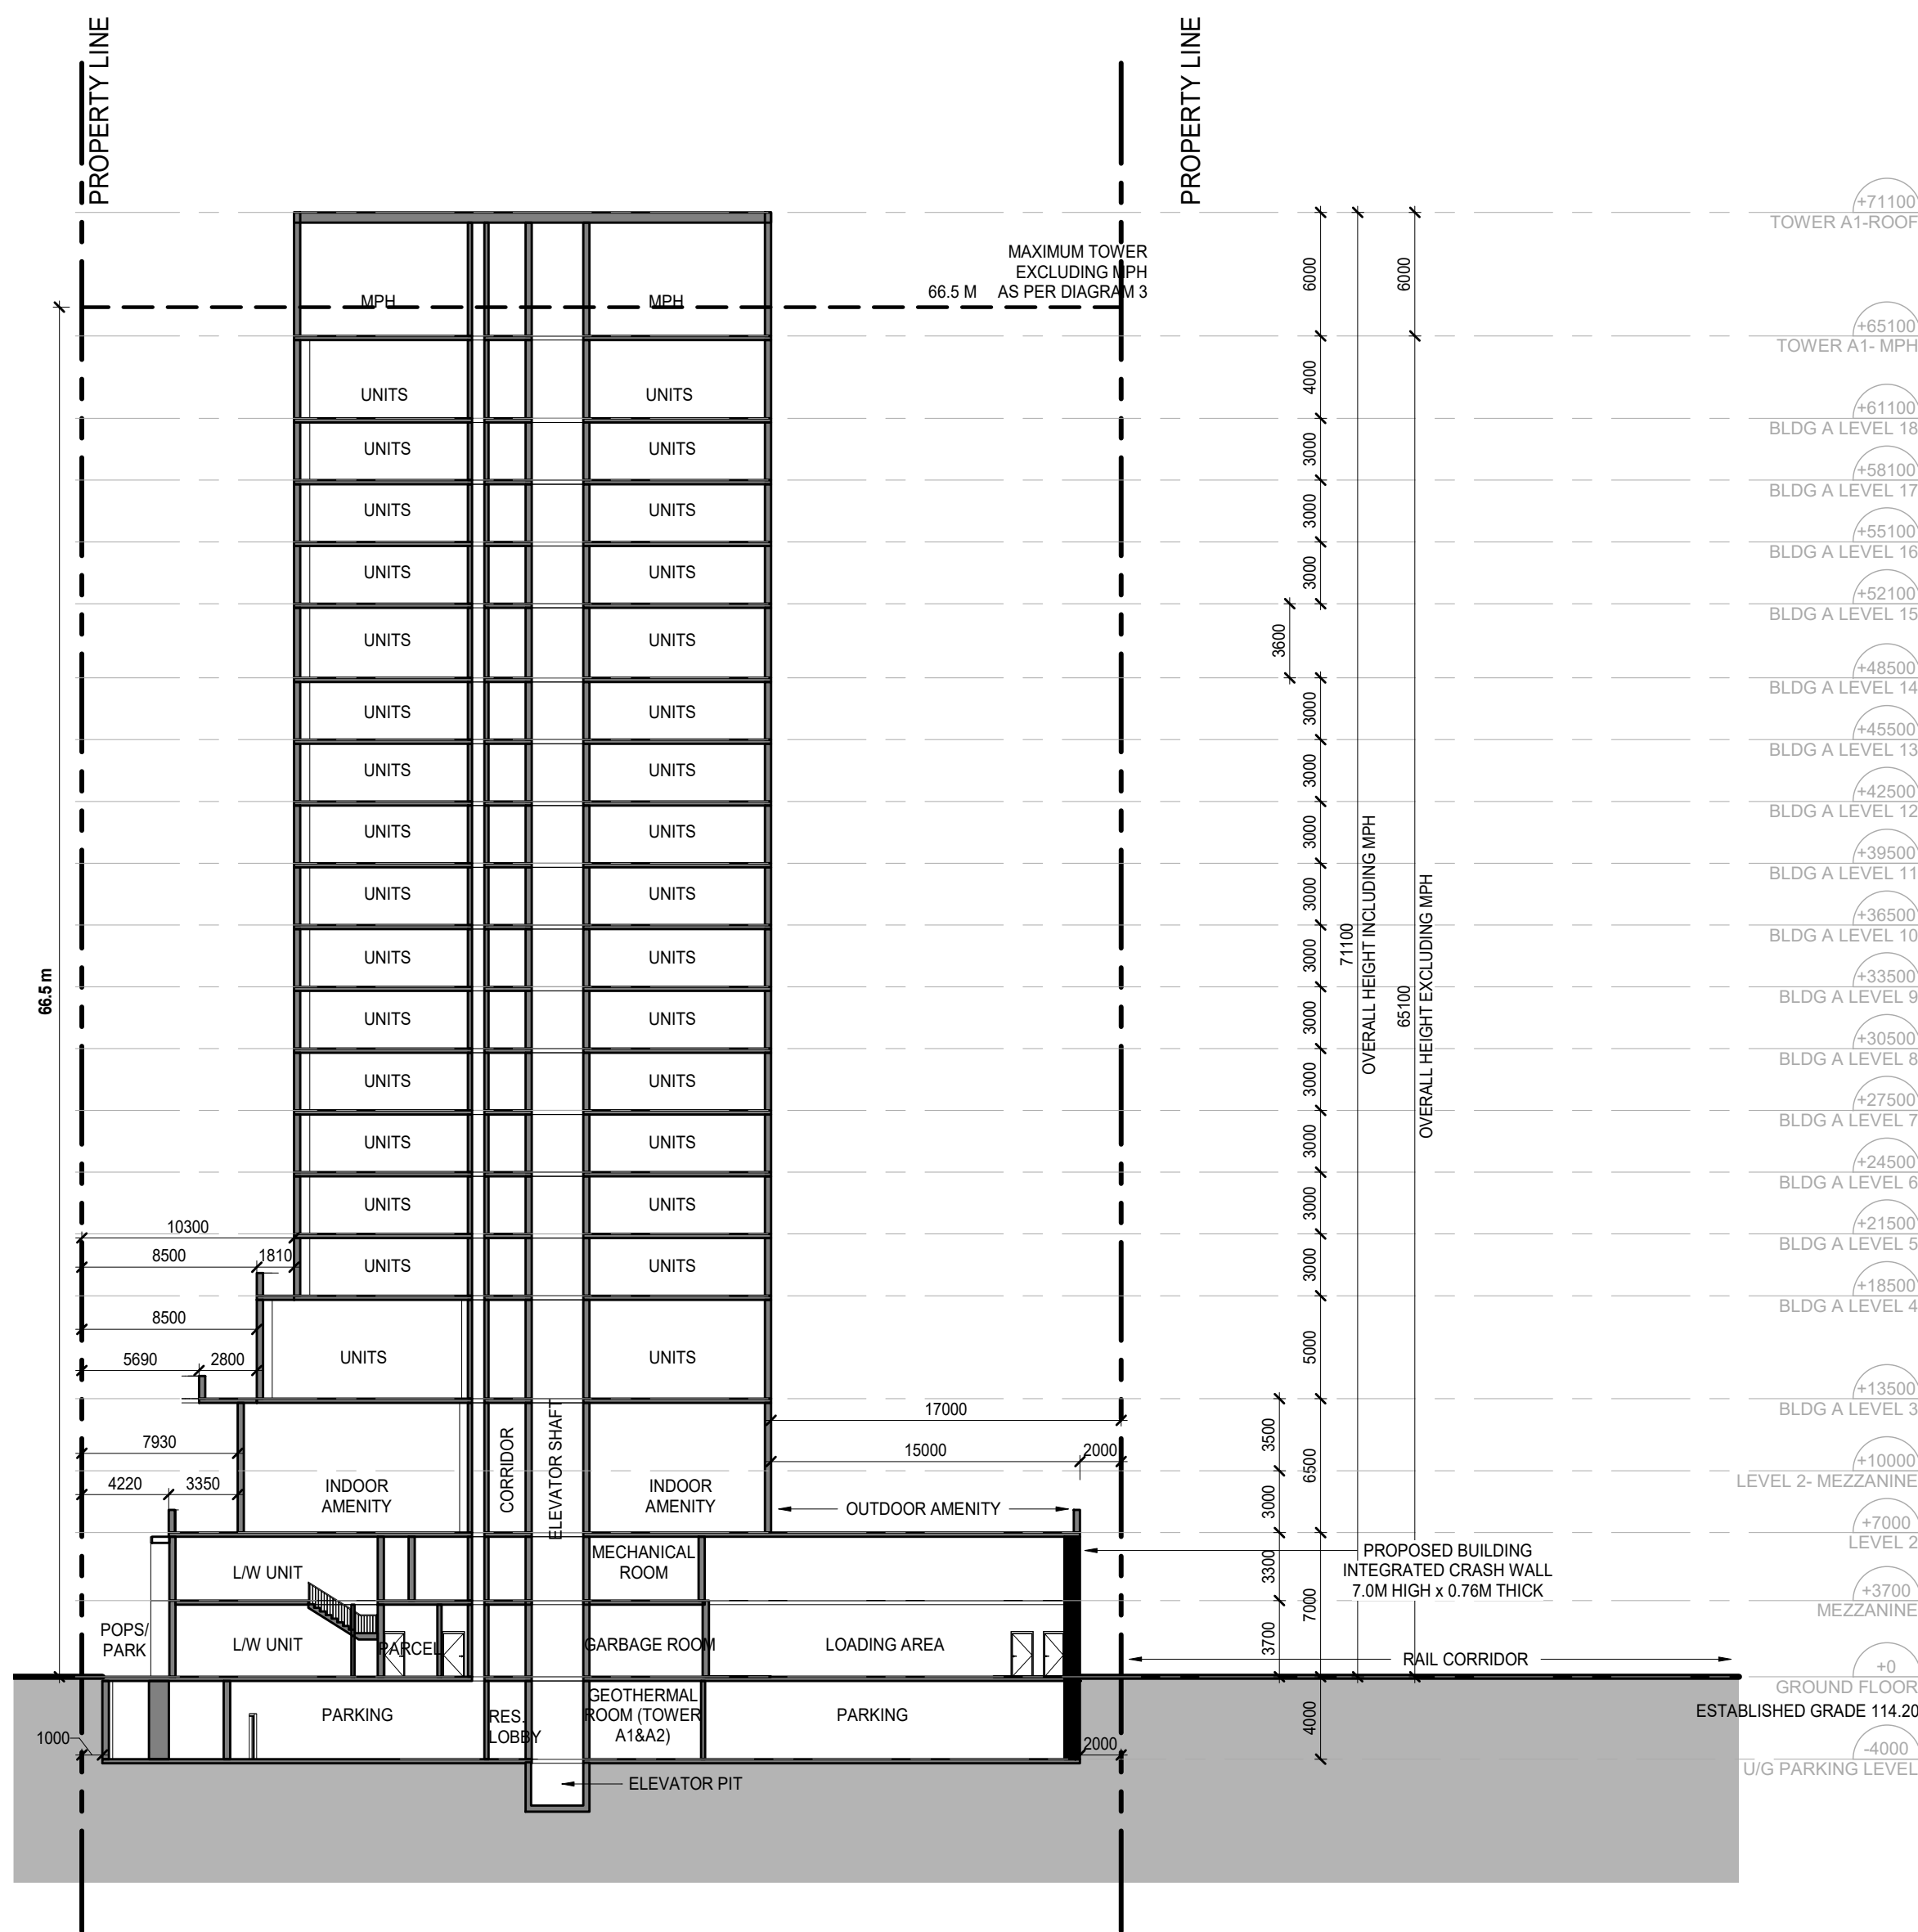 PROPERTY LINE
PROPERTY LINE
+71100
TOWER A1-ROOF
MAXIMUM TOWER
EXCLUDING MPH
66.5 M AS PER DIAGRAM 3
6000
6000
MPH
MPH
+65100
TOWER A1- MPH
UNITS
UNITS
4000
+61100
BLDG A LEVEL 18
UNITS
UNITS
3000
+58100
BLDG A LEVEL 17
UNITS
UNITS
3000
+55100
BLDG A LEVEL 16
UNITS
UNITS
3000
+52100
BLDG A LEVEL 15
UNITS
UNITS
3600
+48500
BLDG A LEVEL 14
UNITS
UNITS
3000
+45500
BLDG A LEVEL 13
UNITS
UNITS
3000
+42500
BLDG A LEVEL 12
UNITS
UNITS
3000
+39500
BLDG A LEVEL 11
UNITS
UNITS
3000
+36500
BLDG A LEVEL 10
UNITS
UNITS
3000
71100
OVERALL HEIGHT INCLUDING MPH
65100
OVERALL HEIGHT EXCLUDING MPH
66.5 m
+33500
BLDG A LEVEL 9
UNITS
UNITS
3000
+30500
BLDG A LEVEL 8
UNITS
UNITS
3000
+27500
BLDG A LEVEL 7
UNITS
UNITS
3000
+24500
BLDG A LEVEL 6
UNITS
UNITS
3000
+21500
BLDG A LEVEL 5
10300
8500
1810
UNITS
UNITS
3000
+18500
BLDG A LEVEL 4
8500
5690
2800
UNITS
UNITS
5000
+13500
BLDG A LEVEL 3
17000
7930
15000
2000
3500
6500
4220
3350
INDOOR
AMENITY
CORRIDOR
ELEVATOR SHAFT
INDOOR
AMENITY
OUTDOOR AMENITY
3000
+10000
LEVEL 2- MEZZANINE
+7000
LEVEL 2
L/W UNIT
MECHANICAL
ROOM
3300
PROPOSED BUILDING
INTEGRATED CRASH WALL
7.0M HIGH x 0.76M THICK
7000
+3700
MEZZANINE
POPS/
PARK
L/W UNIT
PARCEL
GARBAGE ROOM
LOADING AREA
3700
RAIL CORRIDOR
+0
GROUND FLOOR
ESTABLISHED GRADE 114.20
1000
PARKING
RES.
LOBBY
GEOTHERMAL
ROOM (TOWER
A1&A2)
PARKING
2000
4000
-4000
U/G PARKING LEVEL
ELEVATOR PIT